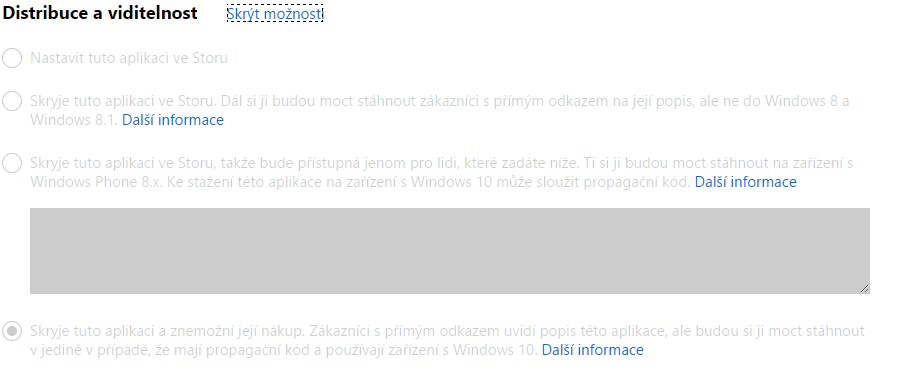 Distribuce a viditelnost Skrýt možnosti
Nastavit tuto aplikaci ve Storu
Skryje tuto aplikaci ve Storu. Dál si ji budou moct stáhnout zákazníci s přímým odkazem na její popis, ale ne do Windows 8 a
Windows 8.1. Další informace
Skryje tuto aplikaci ve Storu, takže bude přístupná jenom pro lidi, které zadáte níže. Ti si ji budou moct stáhnout na zařízení s
Windows Phone 8.x. Ke stažení této aplikace na zařízení s Windows 10 může sloužit propagační kód. Další informace
Skryje tuto aplikaci a znemožní její nákup. Zákazníci s přímým odkazem uvidí popis této aplikace, ale budou si ji moct stáhnout
v jedině v případě, že mají propagační kód a používají zařízení s Windows 10. Další informace